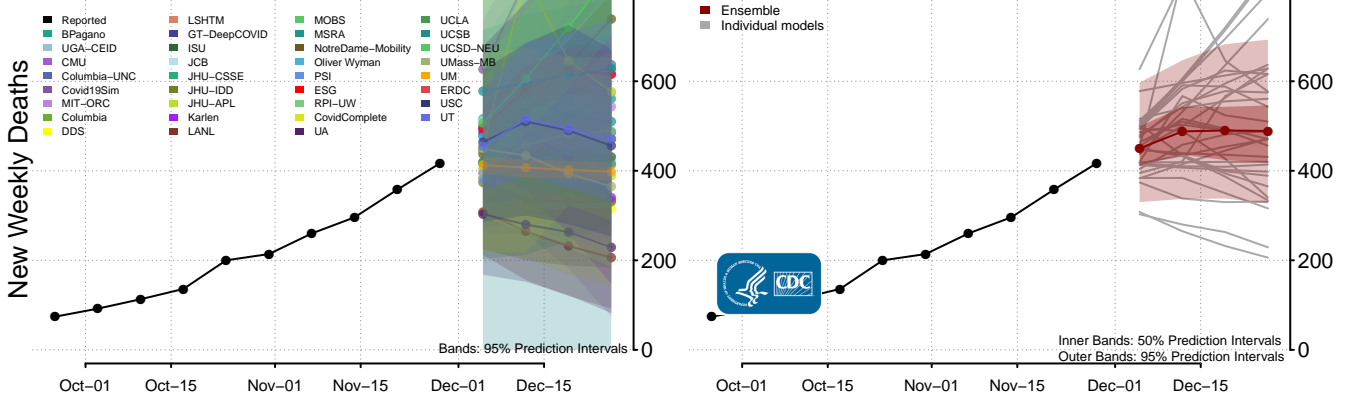 New Weekly Deaths
Reported
BPagano
UGA−CEID
CMU
Columbia−UNC
Covid19Sim
MIT−ORC
Columbia
DDS
LSHTM
GT−DeepCOVID
ISU
JCB
JHU−CSSE
JHU−IDD
JHU−APL
Karlen
LANL
MOBS
MSRA
NotreDame−Mobility
Oliver Wyman
PSI
ESG
RPI−UW
CovidComplete
UA
UCLA
UCSB
UCSD−NEU
UMass−MB
UM
ERDC
USC
UT
600
400
200
0
Bands: 95% Prediction Intervals
Oct−01 Oct−15 Nov−01 Nov−15 Dec−01 Dec−15
Ensemble
Individual models
CDC
600
400
200
0
Inner Bands: 50% Prediction Intervals
Outer Bands: 95% Prediction Intervals
Oct−01 Oct−15 Nov−01 Nov−15 Dec−01 Dec−15